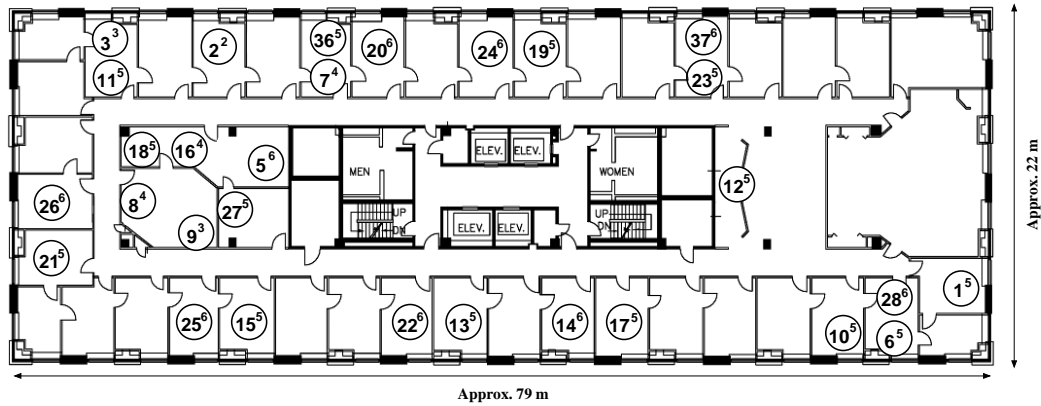 3³ 2² 36⁵ 20⁶ 24⁶ 19⁵ 37⁶
11⁵ 7⁴ 23⁵
18⁵ 16⁴ 5⁶ MEN ELEV. ELEV. WOMEN
8⁴ 27⁵ 12⁵
26⁶ 9³ UP DN ELEV. ELEV. UP DN
21⁵ 28⁶ 1⁵
25⁶ 15⁵ 22⁶ 13⁵ 14⁶ 17⁵ 10⁵ 6⁵
Approx. 22 m
Approx. 79 m